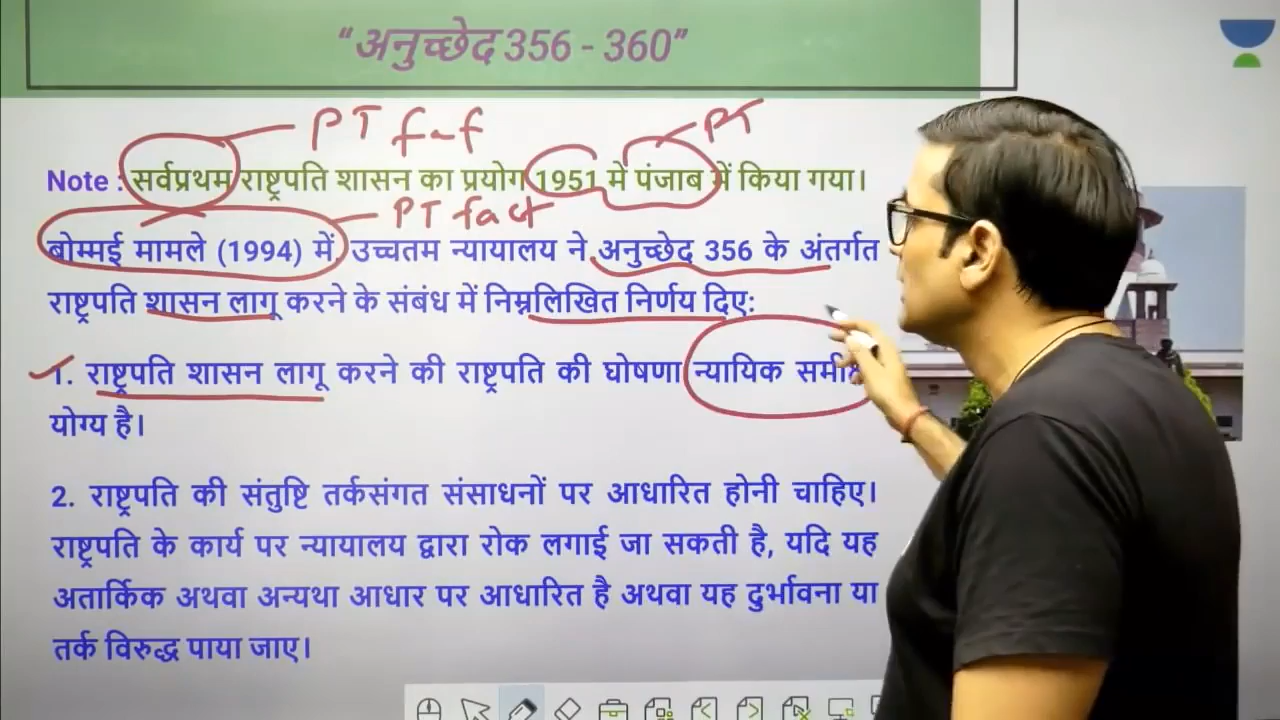 “अनुच्छेद 356 - 360”
PT faf PT
Note : सर्वप्रथम राष्ट्रपति शासन का प्रयोग 1951 में पंजाब में किया गया।
PT fact
बोम्मई मामले (1994) में, उच्चतम न्यायालय ने अनुच्छेद 356 के अंतर्गत
राष्ट्रपति शासन लागू करने के संबंध में निम्नलिखित निर्णय दिए:
1. राष्ट्रपति शासन लागू करने की राष्ट्रपति की घोषणा न्यायिक
योग्य है।
2. राष्ट्रपति की संतुष्टि तर्कसंगत संसाधनों पर आधारित होनी चाहिए।
राष्ट्रपति के कार्य पर न्यायालय द्वारा रोक लगाई जा सकती है, यदि यह
अतार्किक अथवा अन्यथा आधार पर आधारित है अथवा यह दुर्भावना या
तर्क विरुद्ध पाया जाए।